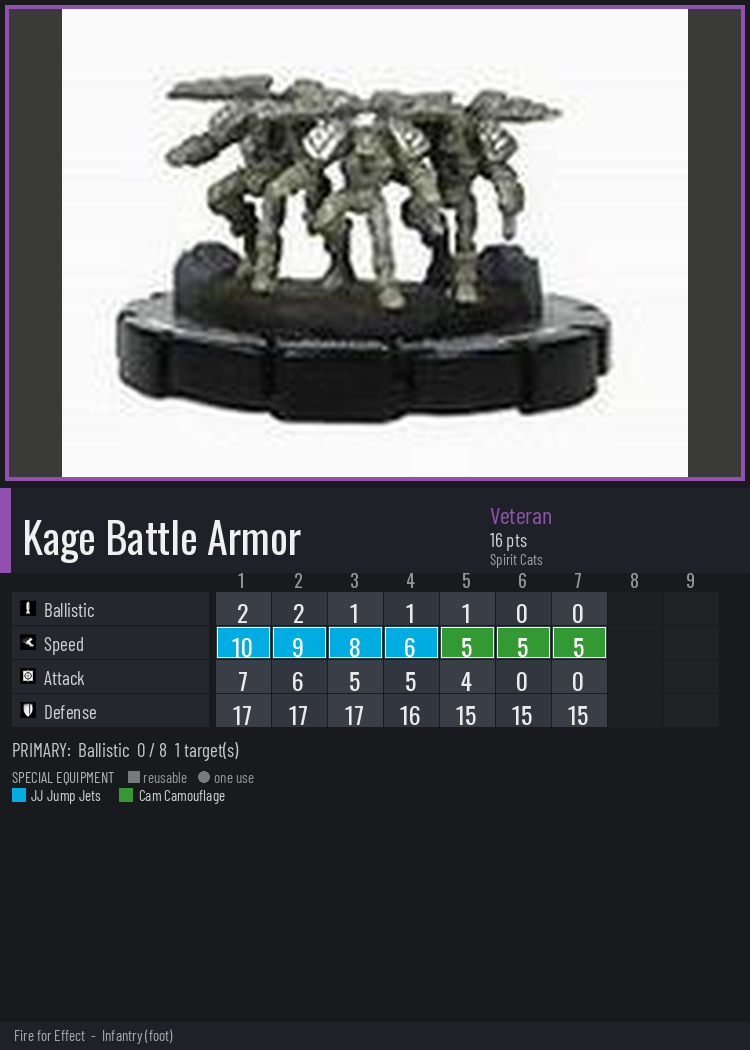 Kage Battle Armor
Veteran
16 pts
Spirit Cats
1 2 3 4 5 6 7 8 9
Ballistic 2 2 1 1 1 0 0
Speed 10 9 8 6 5 5 5
Attack 7 6 5 5 4 0 0
Defense 17 17 17 16 15 15 15
PRIMARY: Ballistic 0 / 8 1 target(s)
SPECIAL EQUIPMENT reusable one use
JJ Jump Jets Cam Camouflage
Fire for Effect - Infantry (foot)